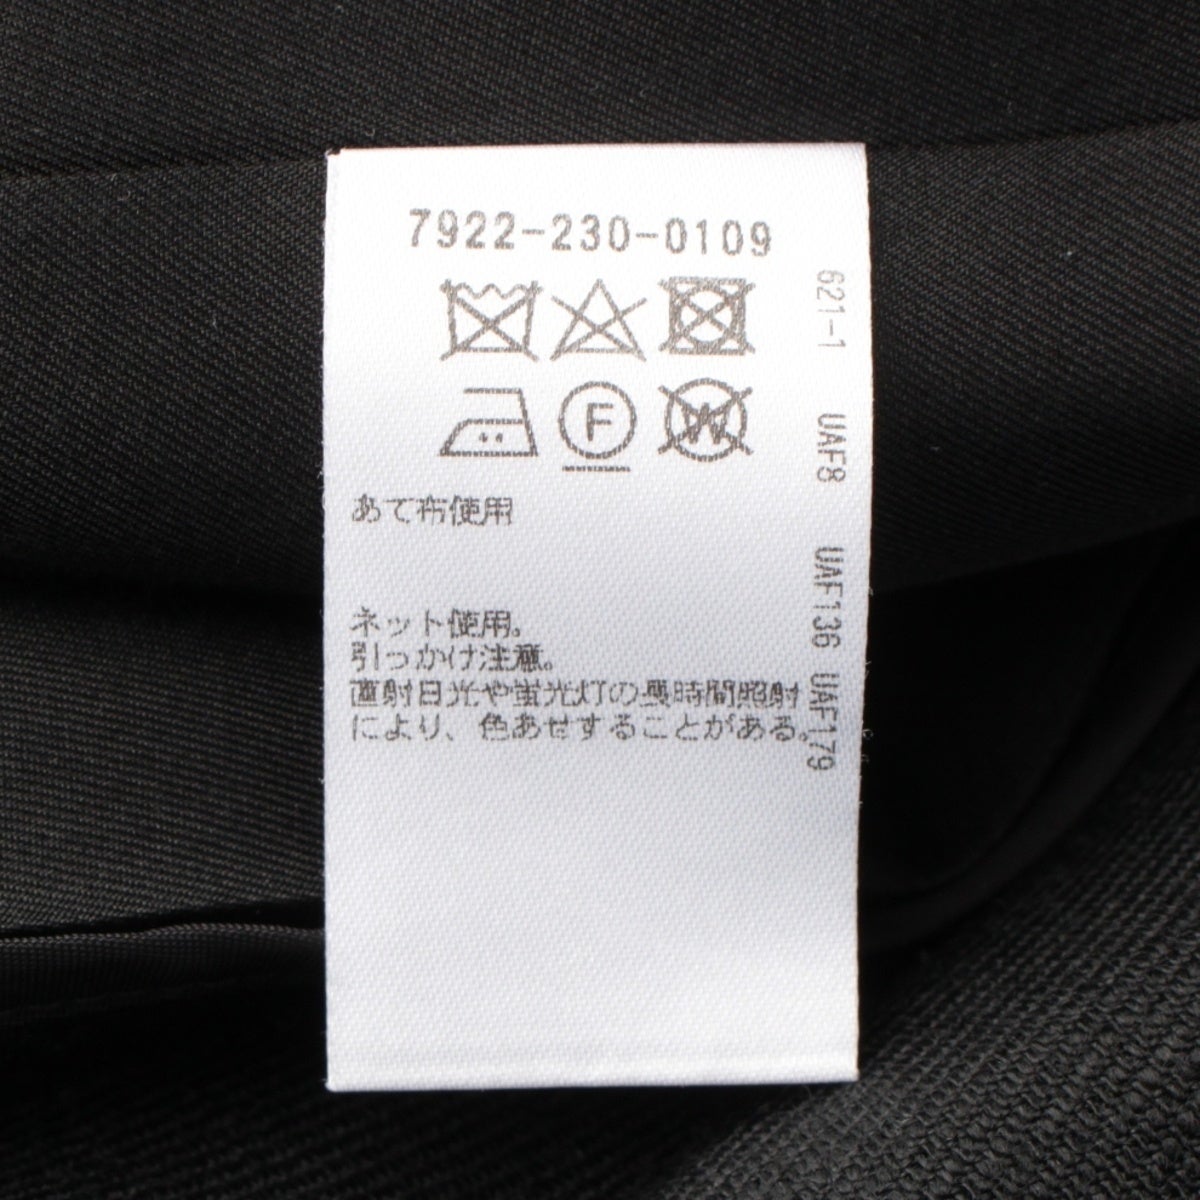 7922-230-0109
F
W
あて布使用
ネット使用。
引っかけ注意。
直射日光や蛍光灯の長時間照射
により、色あせすることがある。
621-1 UAF8 UAF136 UAF179